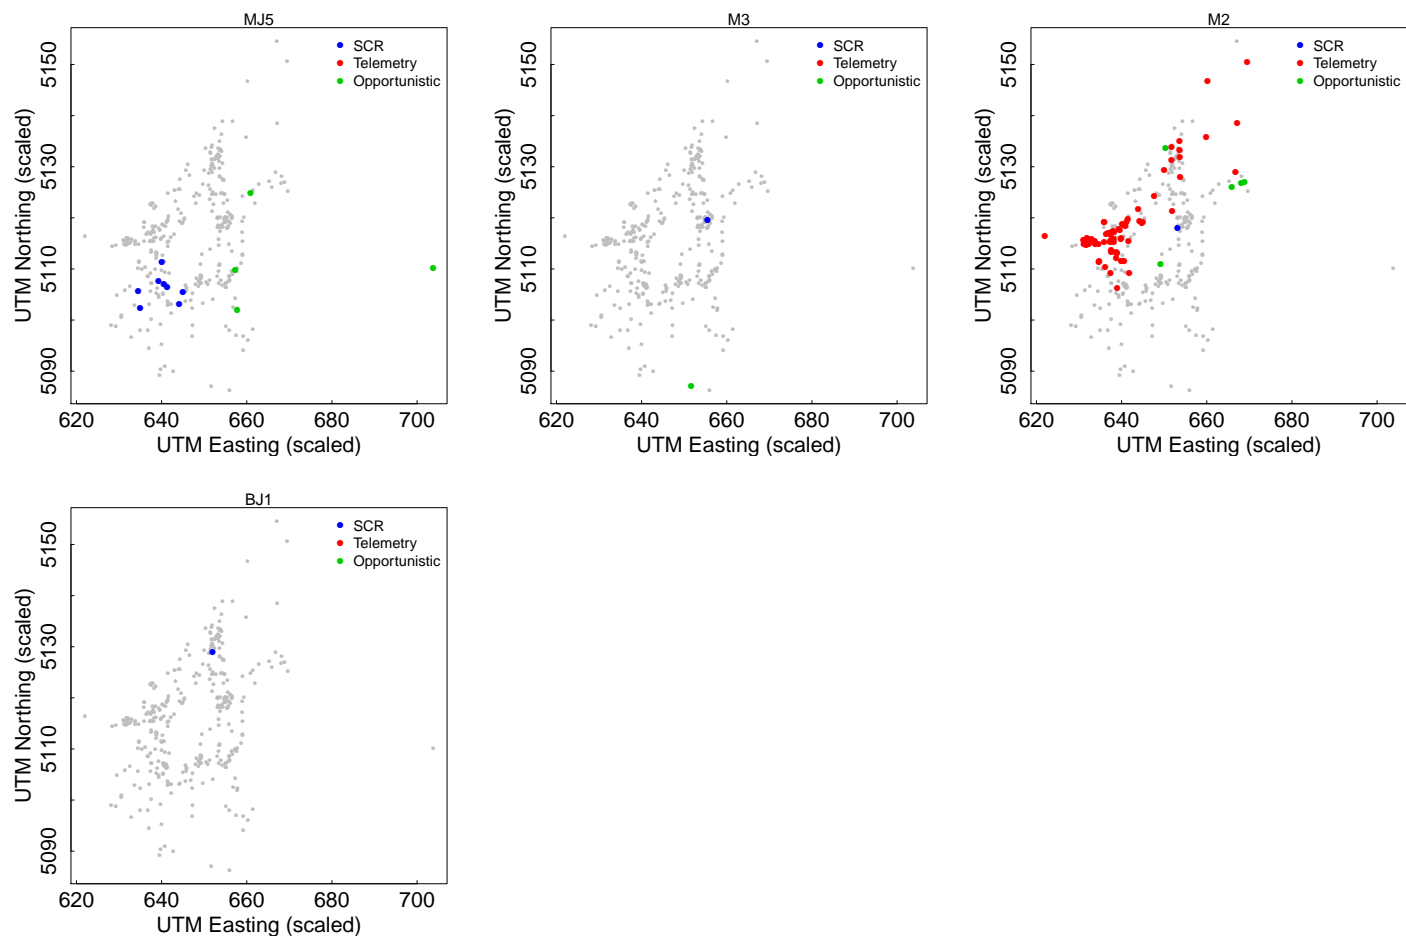 MJ5
SCR
Telemetry
Opportunistic
UTM Northing (scaled)
5150
5130
5110
5090
620 640 660 680 700
UTM Easting (scaled)
M3
SCR
Telemetry
Opportunistic
UTM Northing (scaled)
5150
5130
5110
5090
620 640 660 680 700
UTM Easting (scaled)
M2
SCR
Telemetry
Opportunistic
UTM Northing (scaled)
5150
5130
5110
5090
620 640 660 680 700
UTM Easting (scaled)
BJ1
SCR
Telemetry
Opportunistic
UTM Northing (scaled)
5150
5130
5110
5090
620 640 660 680 700
UTM Easting (scaled)